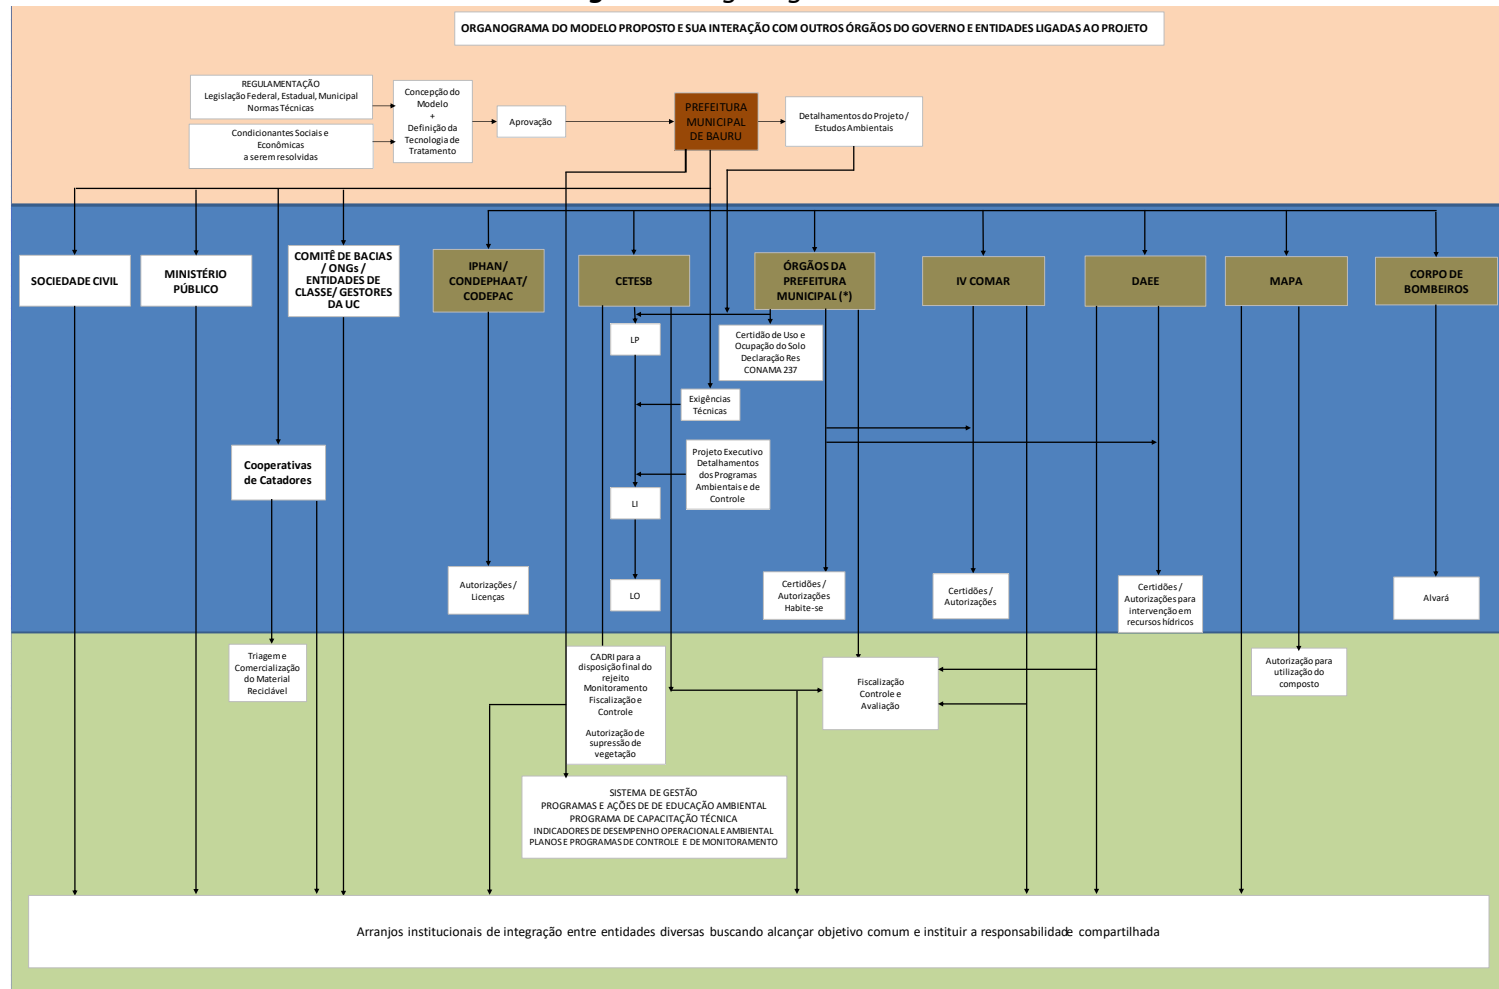 ORGANOGRAMA DO MODELO PROPOSTO E SUA INTERAÇÃO COM OUTROS ÓRGÃOS DO GOVERNO E ENTIDADES LIGADAS AO PROJETO
REGULAMENTAÇÃO
Legislação Federal, Estadual, Municipal
Normas Técnicas
Condicionantes Sociais e
Econômicas
a serem resolvidas
Concepção do
Modelo
+
Definição da
Tecnologia de
Tratamento
Aprovação
PREFEITURA
MUNICIPAL
DE BAURU
Detalhamentos do Projeto /
Estudos Ambientais
SOCIEDADE CIVIL
MINISTÉRIO
PÚBLICO
COMITÊ DE BACIAS
/ ONGs /
ENTIDADES DE
CLASSE/ GESTORES
DA UC
IPHAN/
CONDEPHAAT/
CODEPAC
CETESB
ÓRGÃOS DA
PREFEITURA
MUNICIPAL (*)
IV COMAR
DAEE
MAPA
CORPO DE
BOMBEIROS
LP
Certidão de Uso e
Ocupação do Solo
Declaração Res
CONAMA 237
Exigências
Técnicas
Cooperativas
de Catadores
Projeto Executivo
Detalhamentos
dos Programas
Ambientais e de
Controle
LI
Autorizações /
Licenças
LO
Certidões /
Autorizações
Habite-se
Certidões /
Autorizações
Certidões /
Autorizações para
intervenção em
recursos hídricos
Alvará
Triagem e
Comercialização
do Material
Reciclável
CADRI para a
disposição final do
rejeito
Monitoramento
Fiscalização e
Controle
Autorização de
supressão de
vegetação
Fiscalização
Controle e
Avaliação
Autorização para
utilização do
composto
SISTEMA DE GESTÃO
PROGRAMAS E AÇÕES DE DE EDUCAÇÃO AMBIENTAL
PROGRAMA DE CAPACITAÇÃO TÉCNICA
INDICADORES DE DESEMPENHO OPERACIONAL E AMBIENTAL
PLANOS E PROGRAMAS DE CONTROLE E DE MONITORAMENTO
Arranjos institucionais de integração entre entidades diversas buscando alcançar objetivo comum e instituir a responsabilidade compartilhada